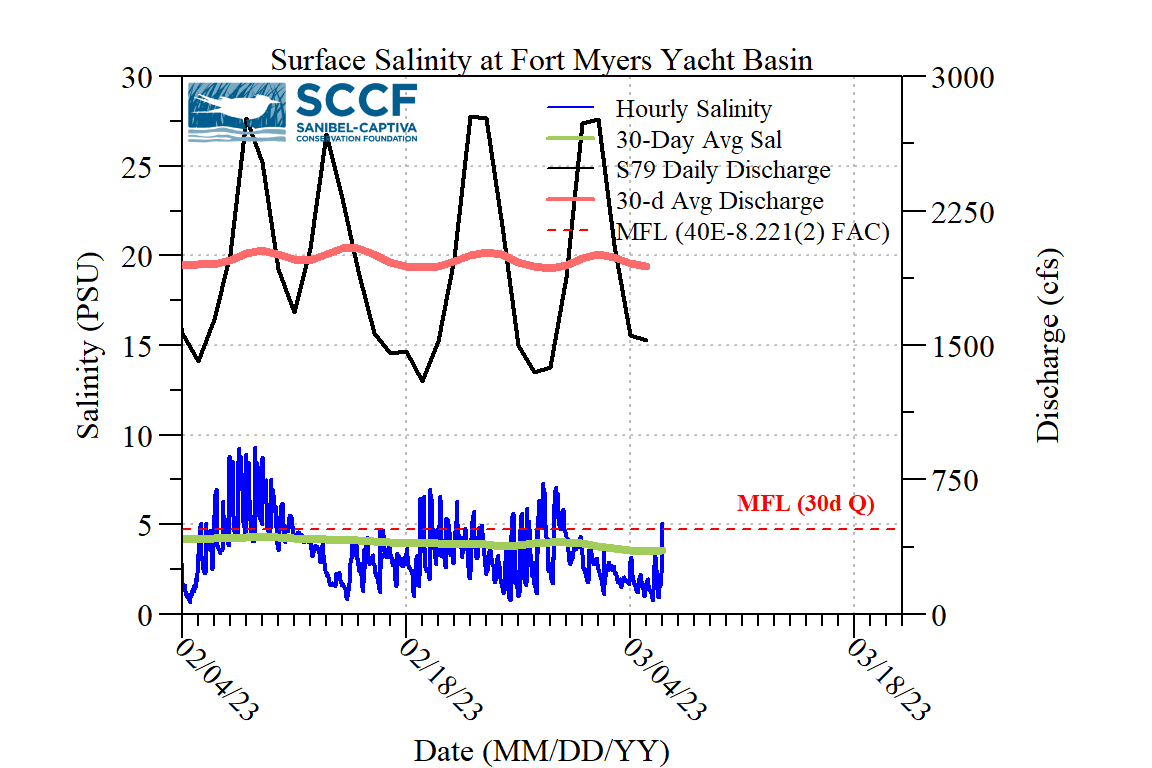 Surface Salinity at Fort Myers Yacht Basin
SCCF
SANIBEL-CAPTIVA
CONSERVATION FOUNDATION
Hourly Salinity
30-Day Avg Sal
S79 Daily Discharge
30-d Avg Discharge
MFL (40E-8.221(2) FAC)
MFL (30d Q)
Salinity (PSU)
30
25
20
15
10
5
0
Discharge (cfs)
3000
2250
1500
750
0
02/04/23
02/18/23
03/04/23
03/18/23
Date (MM/DD/YY)